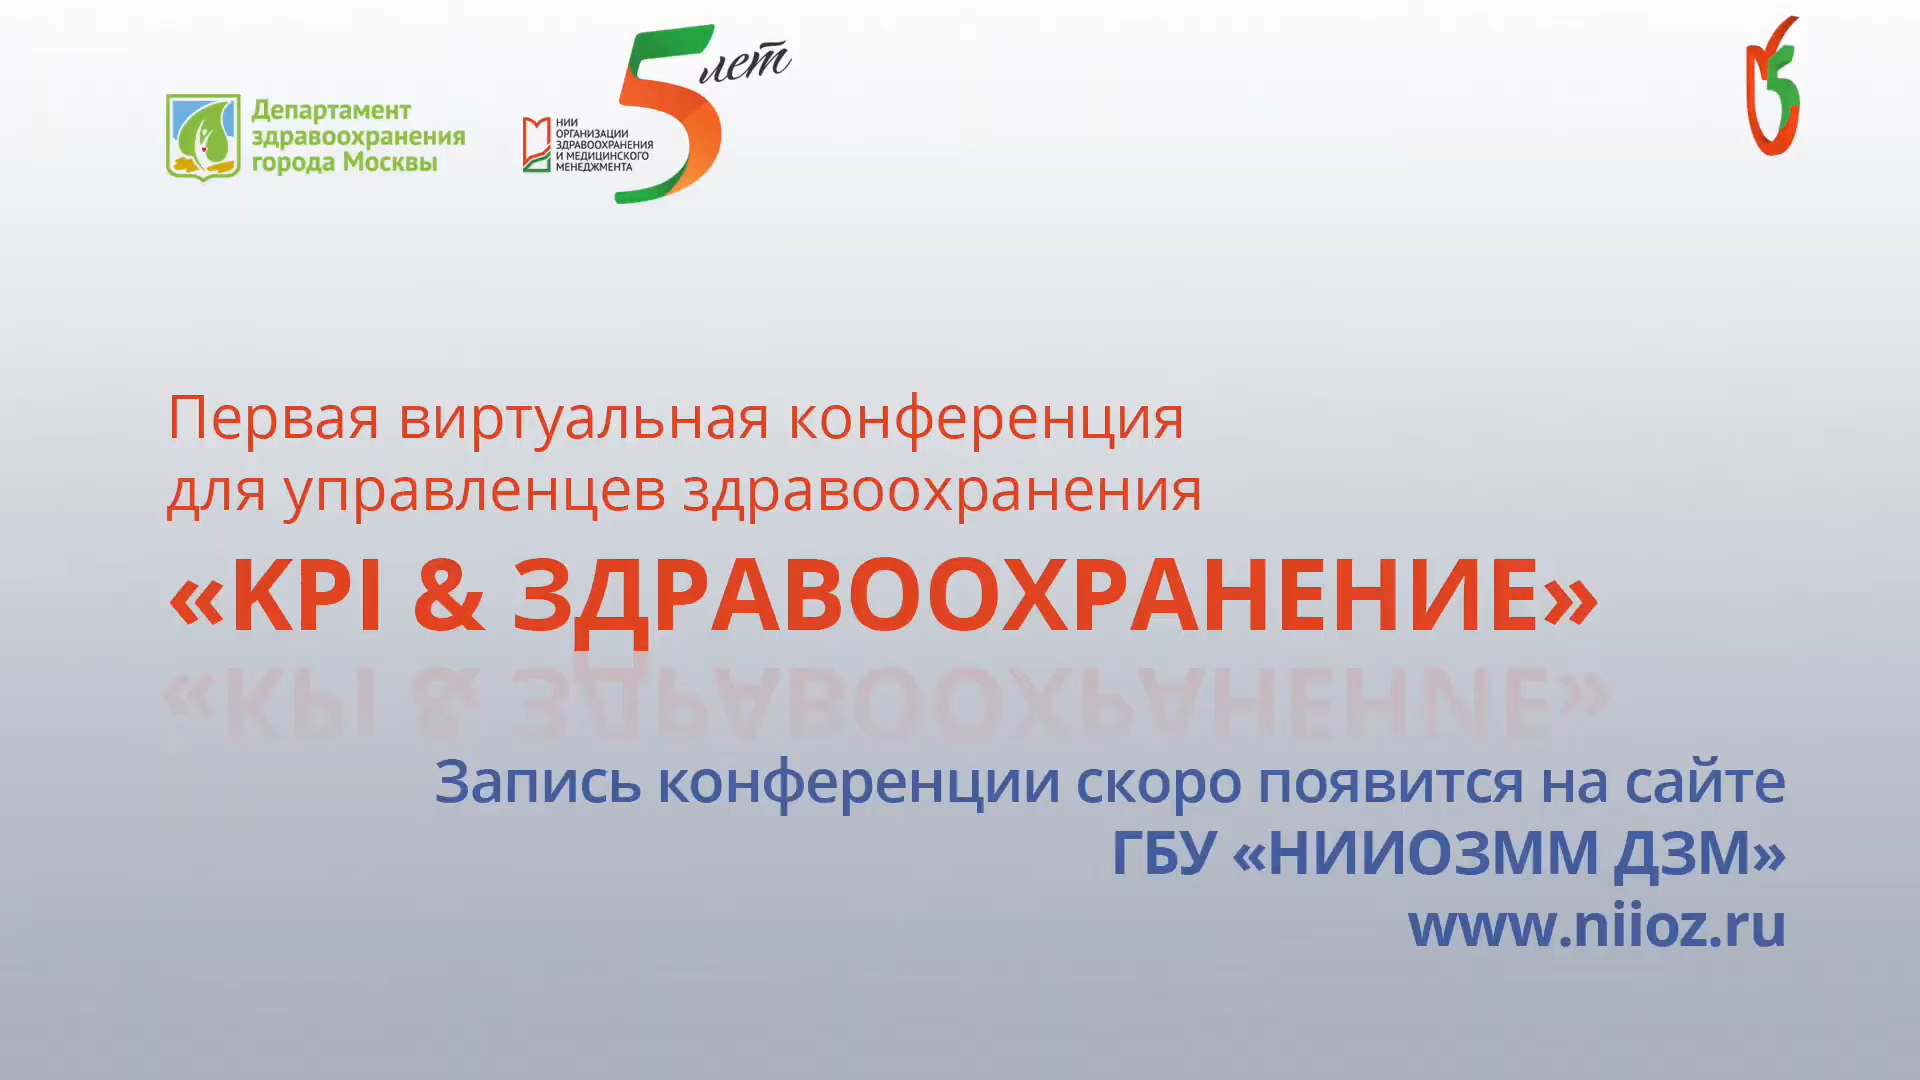 Департамент
здравоохранения
города Москвы
НИИ
ОРГАНИЗАЦИИ
ЗДРАВООХРАНЕНИЯ
И МЕДИЦИНСКОГО
МЕНЕДЖМЕНТА
5 лет
Первая виртуальная конференция
для управленцев здравоохранения
«KPI & ЗДРАВООХРАНЕНИЕ»
Запись конференции скоро появится на сайте
ГБУ «НИИОЗММ ДЗМ»
www.niioz.ru